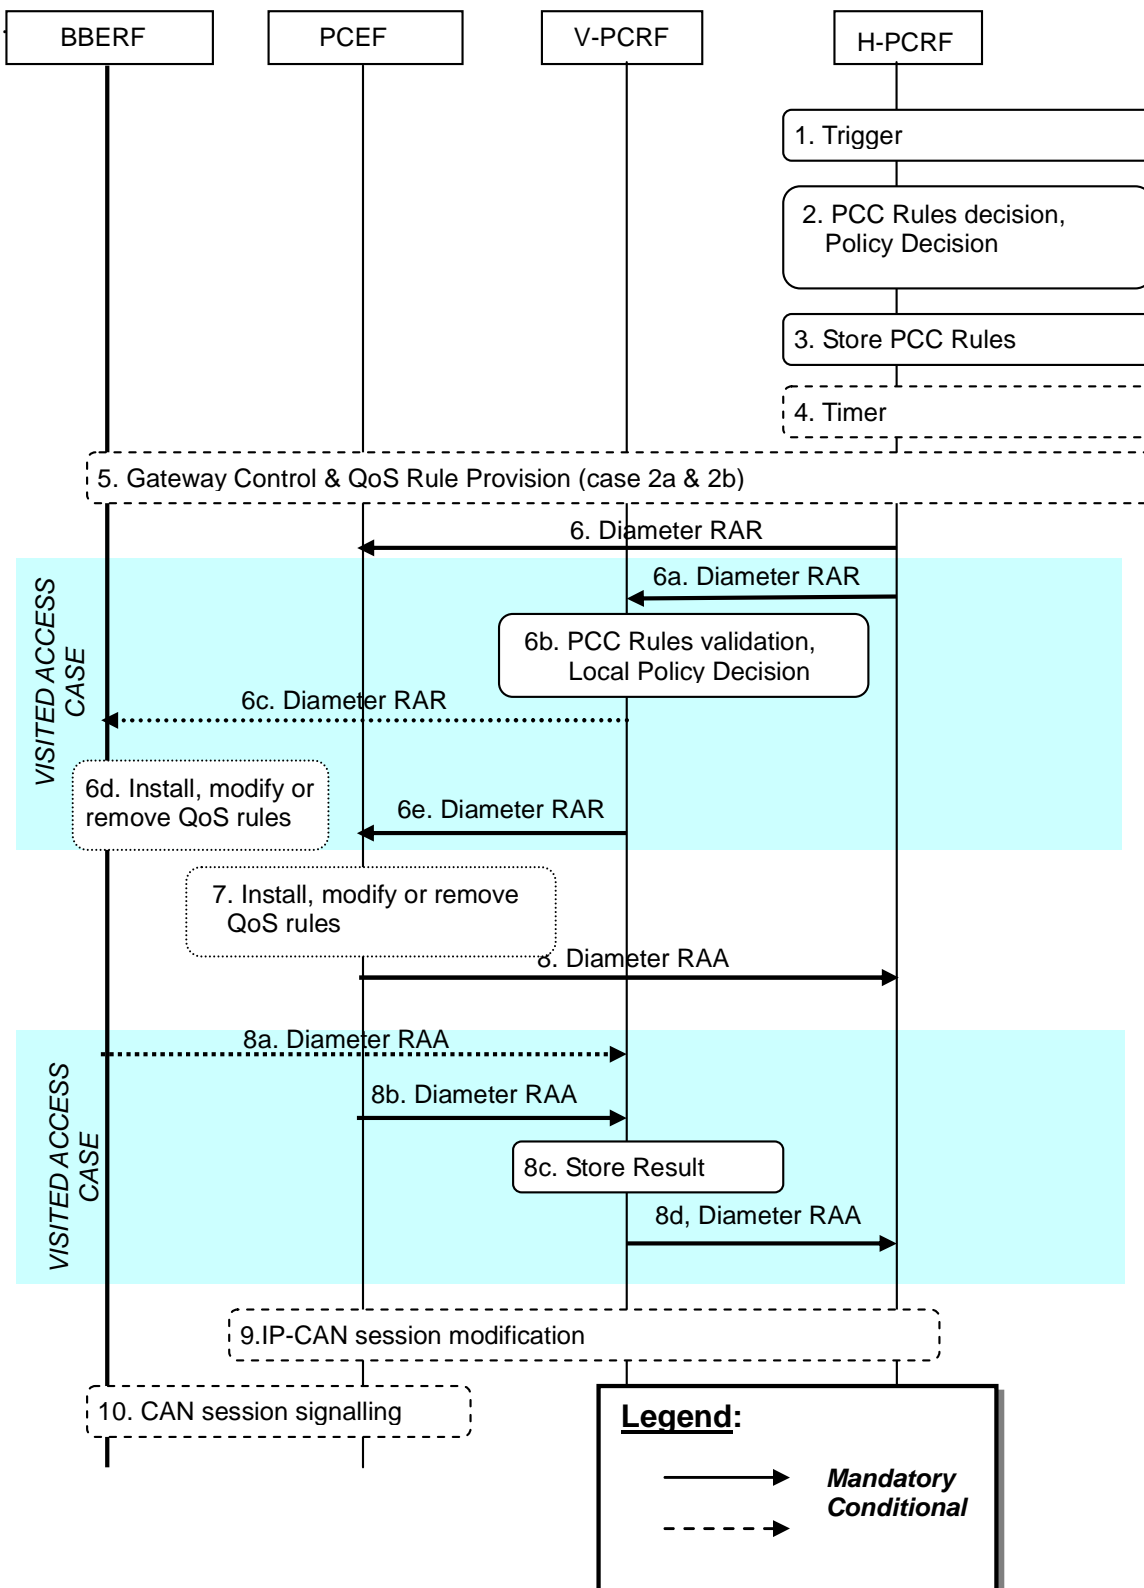 BBERF
PCEF
V-PCRF
H-PCRF
1. Trigger
2. PCC Rules decision,
Policy Decision
3. Store PCC Rules
4. Timer
5. Gateway Control & QoS Rule Provision (case 2a & 2b)
6. Diameter RAR
VISITED ACCESS
CASE
6a. Diameter RAR
6b. PCC Rules validation,
Local Policy Decision
6c. Diameter RAR
6d. Install, modify or
remove QoS rules
6e. Diameter RAR
7. Install, modify or remove
QoS rules
8. Diameter RAA
VISITED ACCESS
CASE
8a. Diameter RAA
8b. Diameter RAA
8c. Store Result
8d, Diameter RAA
9.IP-CAN session modification
10. CAN session signalling
Legend:
Mandatory
Conditional